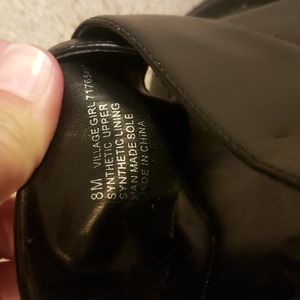 8M VILLAGE GIRL
SYNTHETIC UPPER
SYNTHETIC LINING
MAN MADE SOLE
MADE IN CHINA